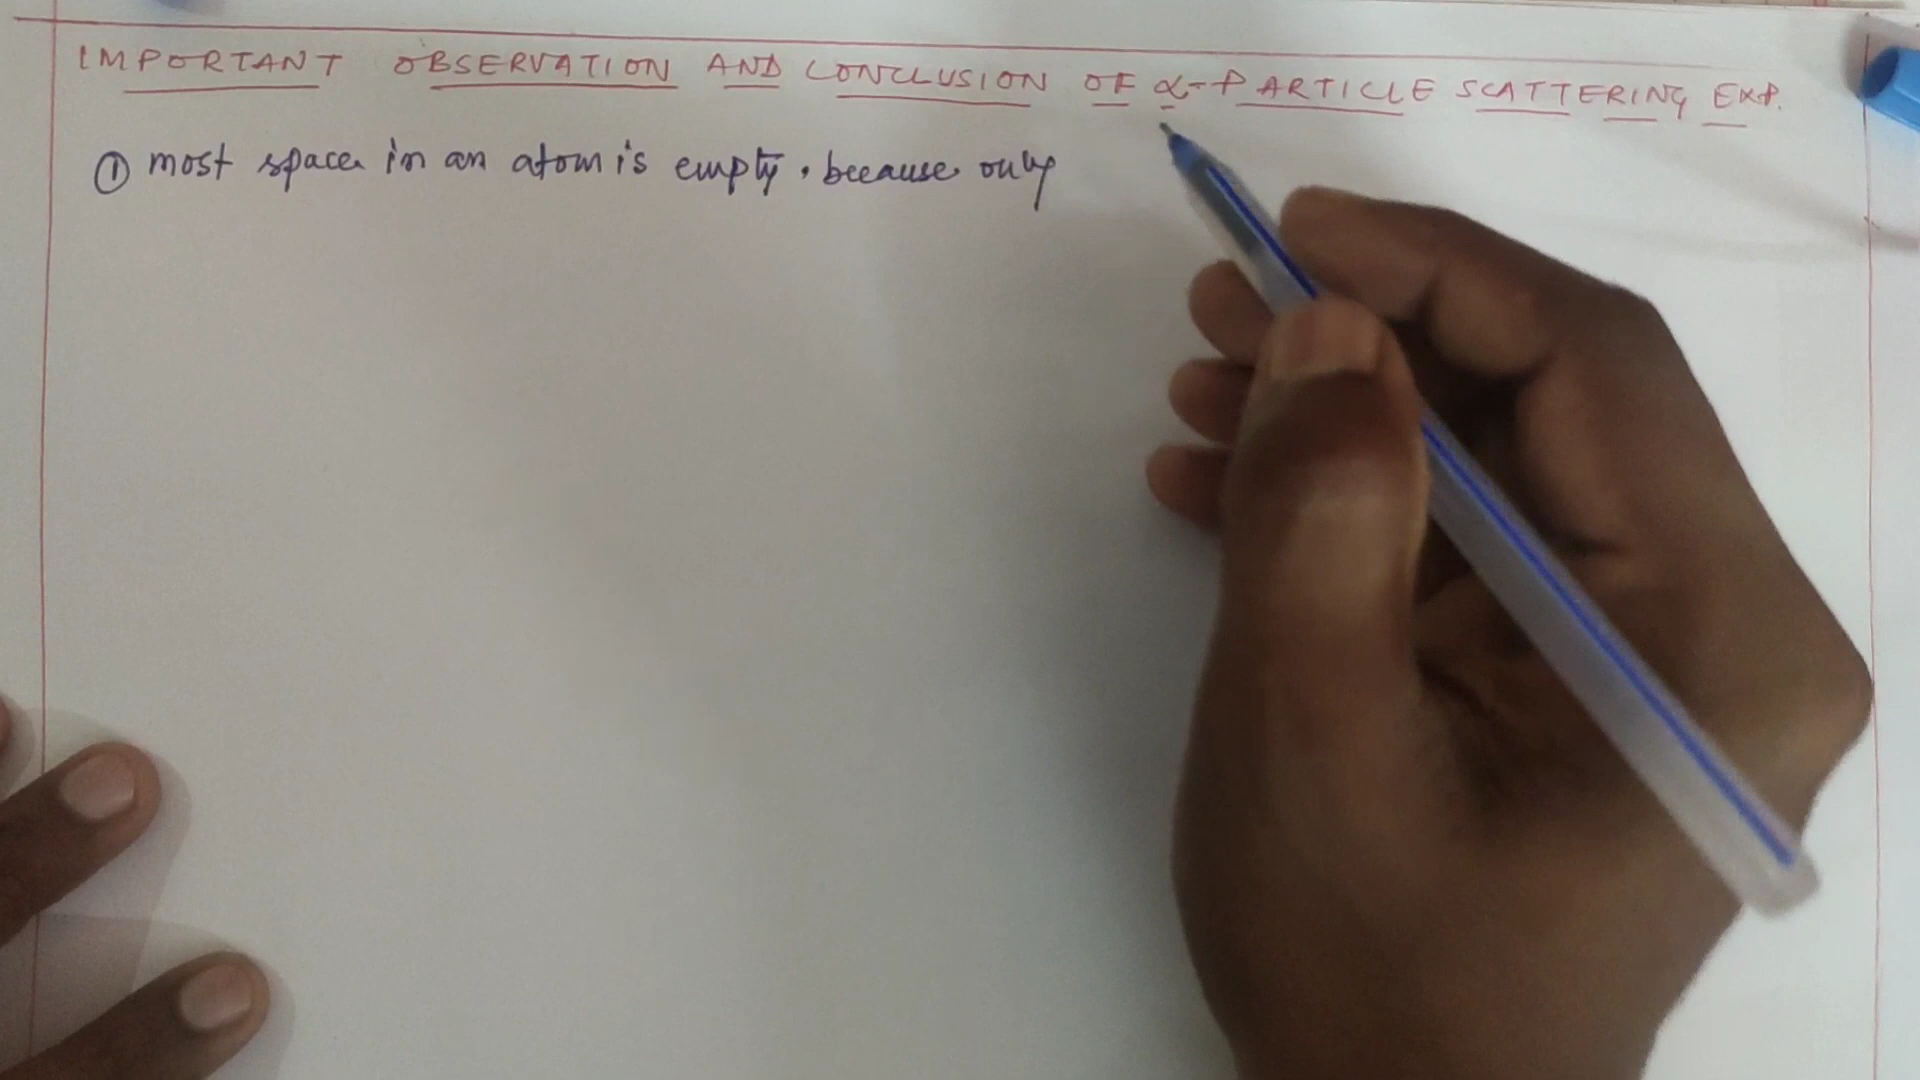 IMPORTANT OBSERVATION AND CONCLUSION OF α-PARTICLE SCATTERING EXP.
① most space in an atom is empty. because only